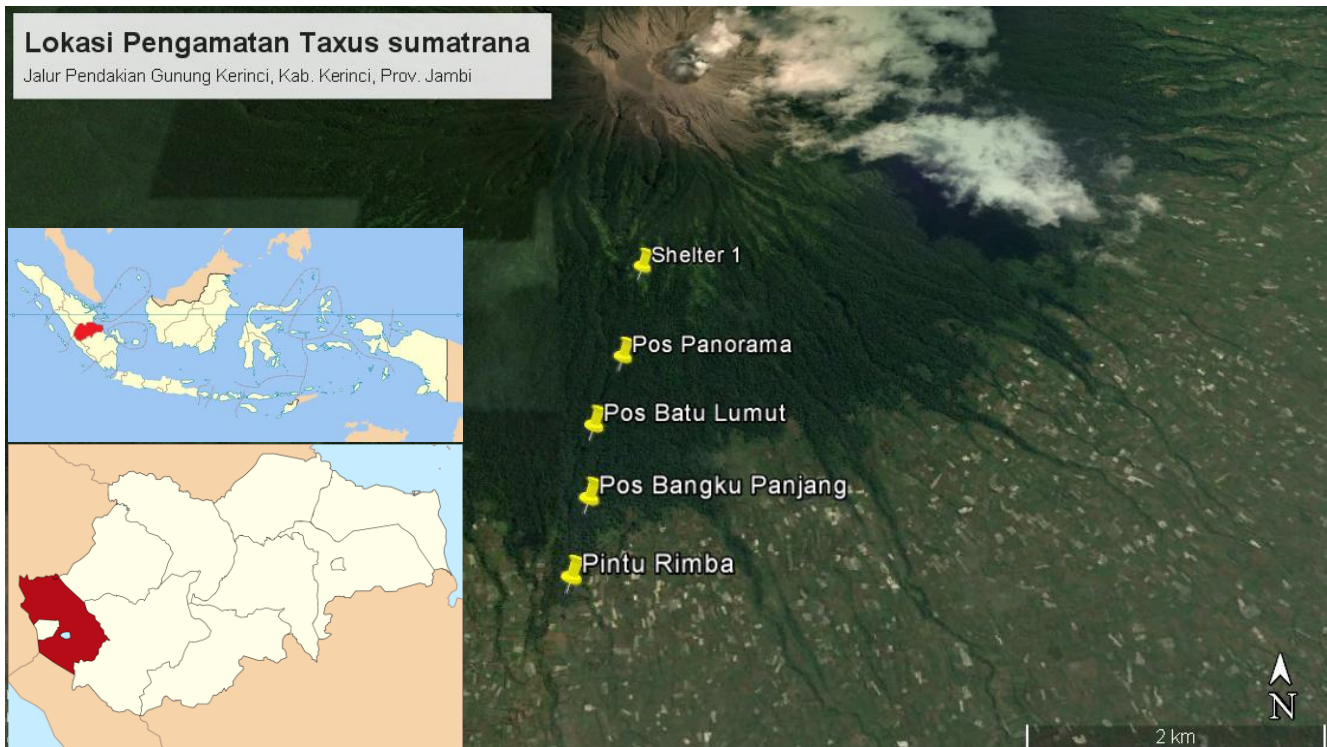 Lokasi Pengamatan Taxus sumatrana
Jalur Pendakian Gunung Kerinci, Kab. Kerinci, Prov. Jambi
Shelter 1
Pos Panorama
Pos Batu Lumut
Pos Bangku Panjang
Pintu Rimba
N
2 km